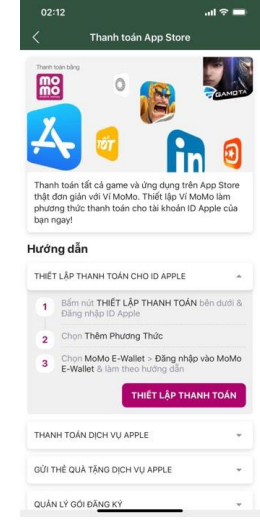 02:12
Thanh toán App Store
Thanh toán bằng
mo
mo
GAMOTA
TỐT
in
Thanh toán tất cả game và ứng dụng trên App Store
thật đơn giản với Ví MoMo. Thiết lập Ví MoMo làm
phương thức thanh toán cho tài khoản ID Apple của
bạn ngay!
Hướng dẫn
THIẾT LẬP THANH TOÁN CHO ID APPLE
1 Bấm nút THIẾT LẬP THANH TOÁN bên dưới &
Đăng nhập ID Apple
2 Chọn Thêm Phương Thức
3 Chọn MoMo E-Wallet > Đăng nhập vào MoMo
E-Wallet & làm theo hướng dẫn
THIẾT LẬP THANH TOÁN
THANH TOÁN DỊCH VỤ APPLE
GỬI THẺ QUÀ TẶNG DỊCH VỤ APPLE
QUẢN LÝ GÓI ĐĂNG KÝ